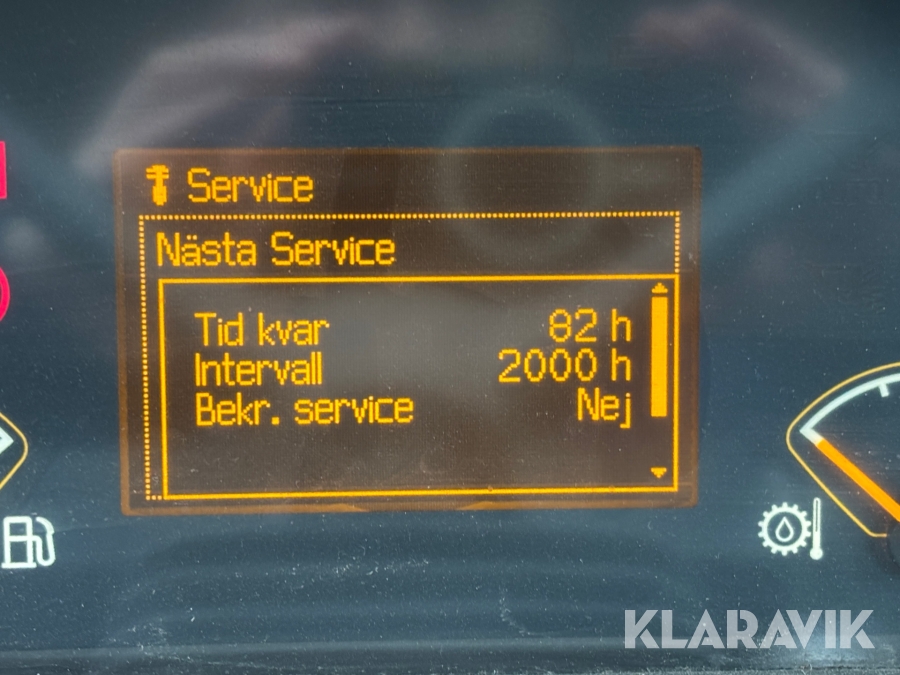 Service
Nästa Service
Tid kvar 82 h
Intervall 2000 h
Bekr. service Nej
KLARAVIK